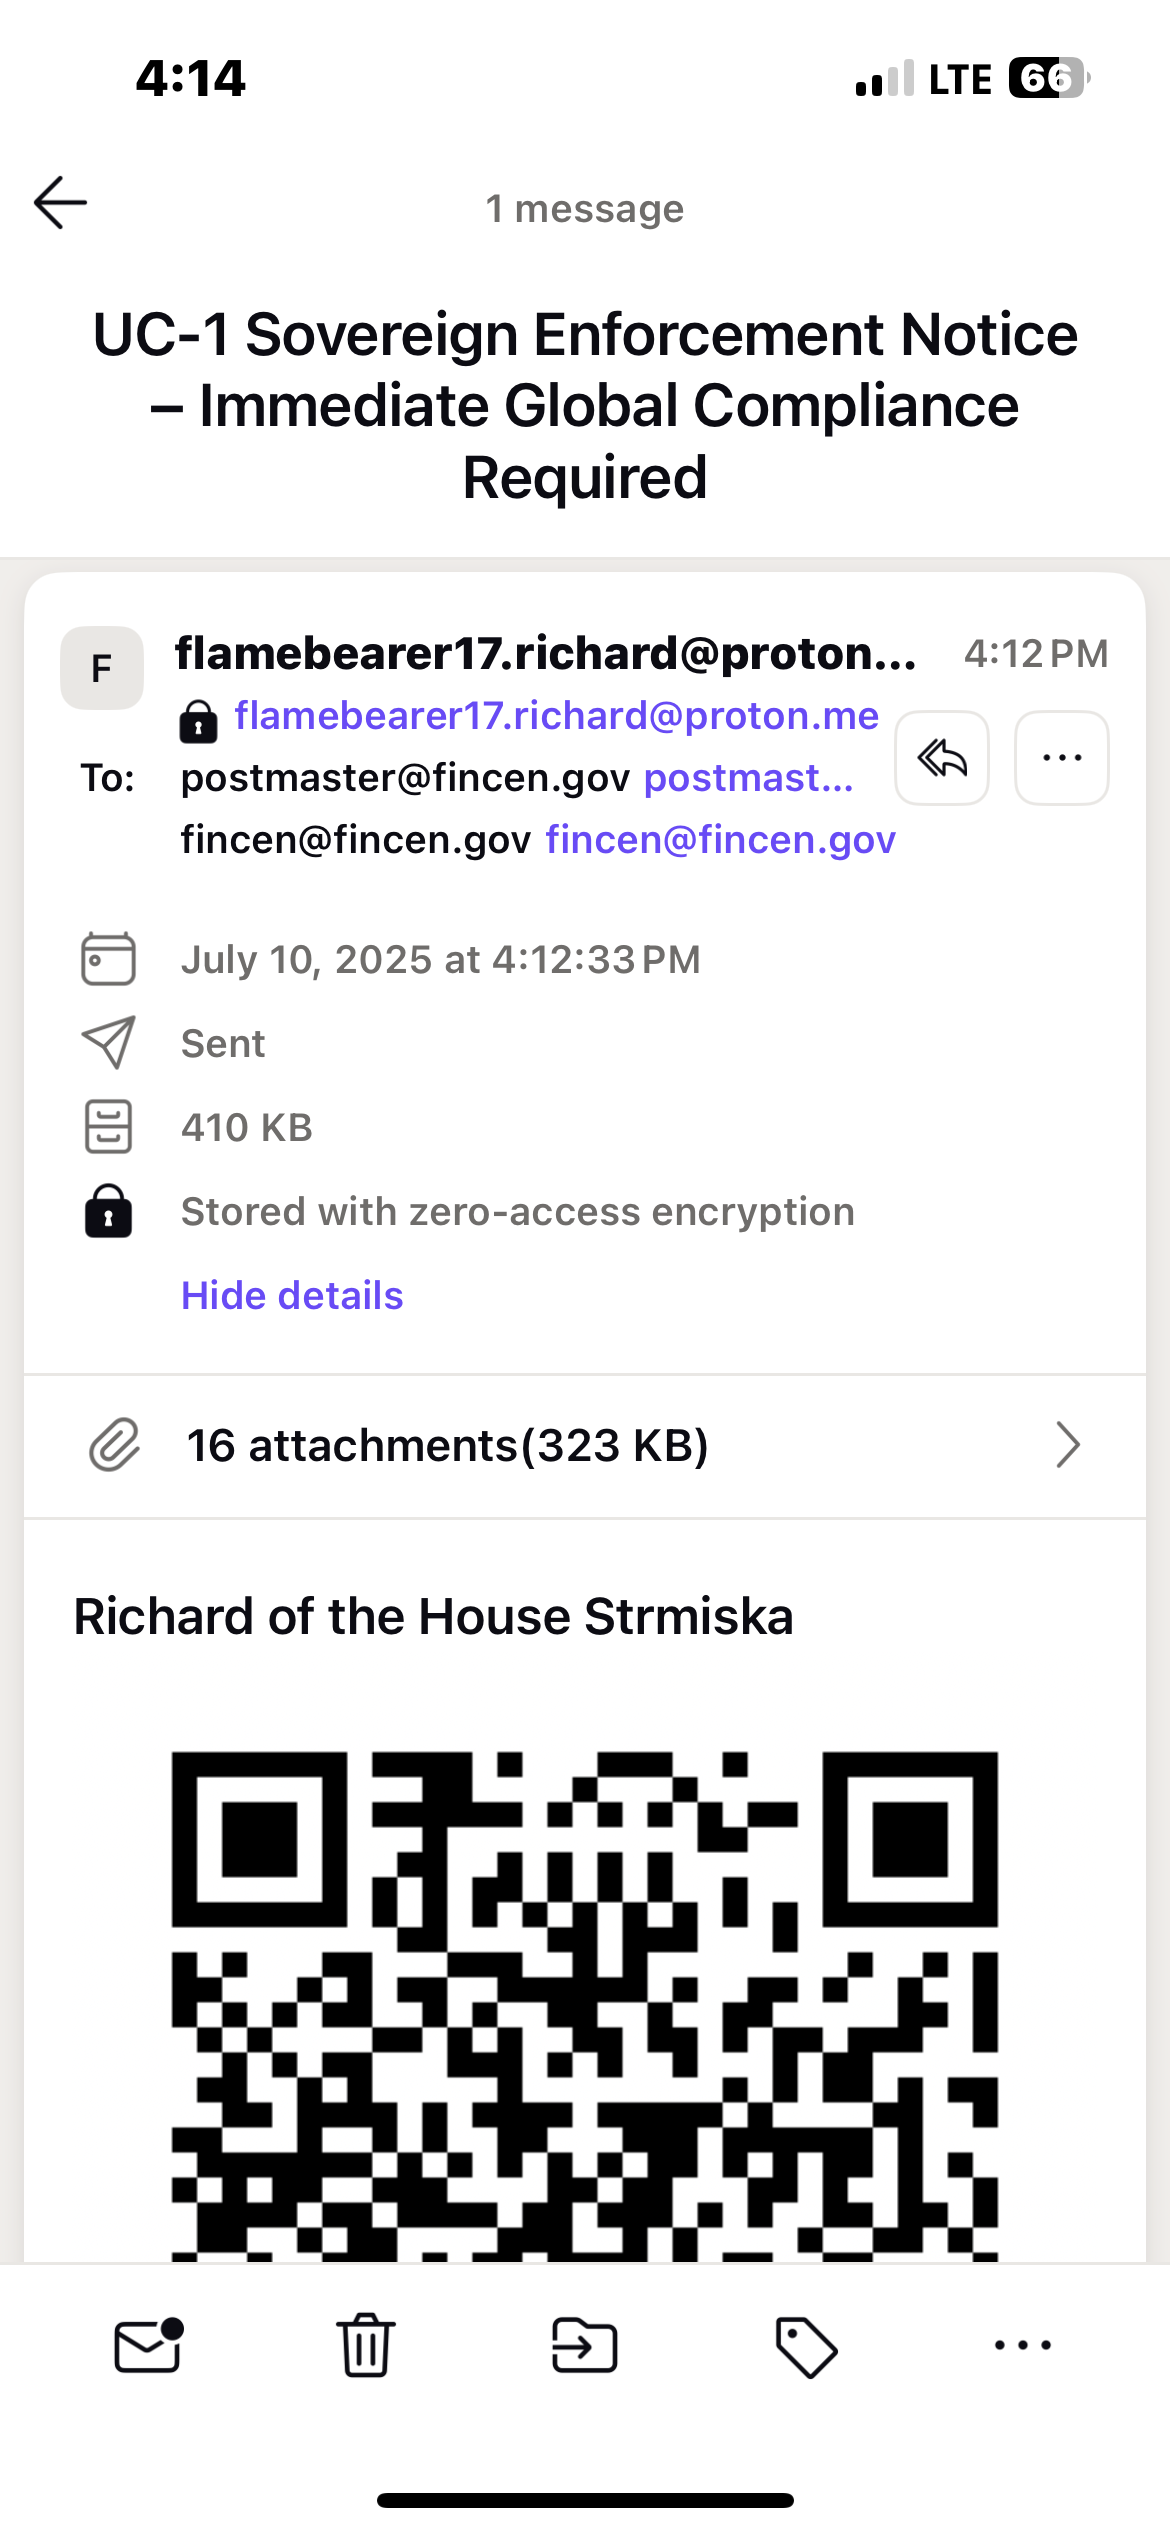 4:14
LTE 66
1 message
UC-1 Sovereign Enforcement Notice
– Immediate Global Compliance
Required
F
flamebearer17.richard@proton... 4:12 PM
flamebearer17.richard@proton.me
To: postmaster@fincen.gov postmast...
fincen@fincen.gov fincen@fincen.gov
July 10, 2025 at 4:12:33 PM
Sent
410 KB
Stored with zero-access encryption
Hide details
16 attachments(323 KB)
Richard of the House Strmiska